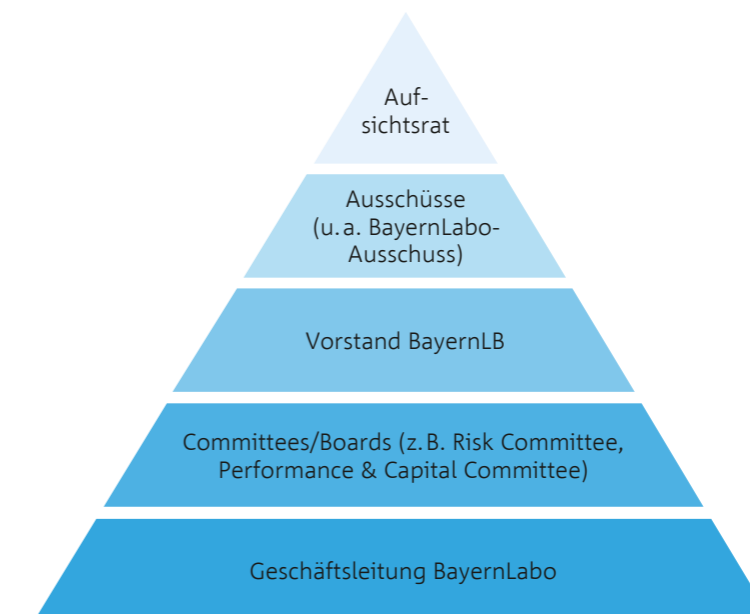 Auf-
sichtsrat
Ausschüsse
(u. a. BayernLabo-
Ausschuss)
Vorstand BayernLB
Committees/Boards (z. B. Risk Committee,
Performance & Capital Committee)
Geschäftsleitung BayernLabo